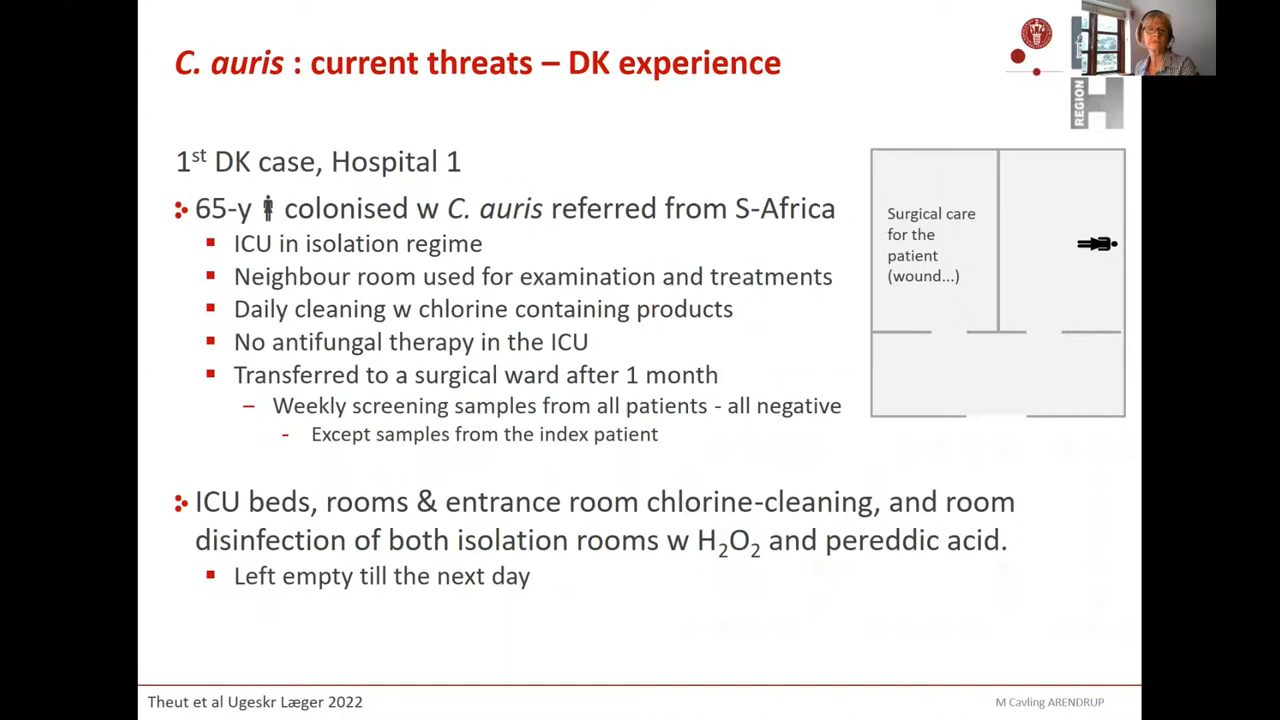 C. auris : current threats – DK experience
REGION
1st DK case, Hospital 1
65-y colonised w C. auris referred from S-Africa
ICU in isolation regime
Neighbour room used for examination and treatments
Daily cleaning w chlorine containing products
No antifungal therapy in the ICU
Transferred to a surgical ward after 1 month
– Weekly screening samples from all patients - all negative
- Except samples from the index patient
Surgical care
for the
patient
(wound...)
ICU beds, rooms & entrance room chlorine-cleaning, and room
disinfection of both isolation rooms w H₂O₂ and pereddic acid.
Left empty till the next day
Theut et al Ugeskr Læger 2022
M Cavling ARENDRUP